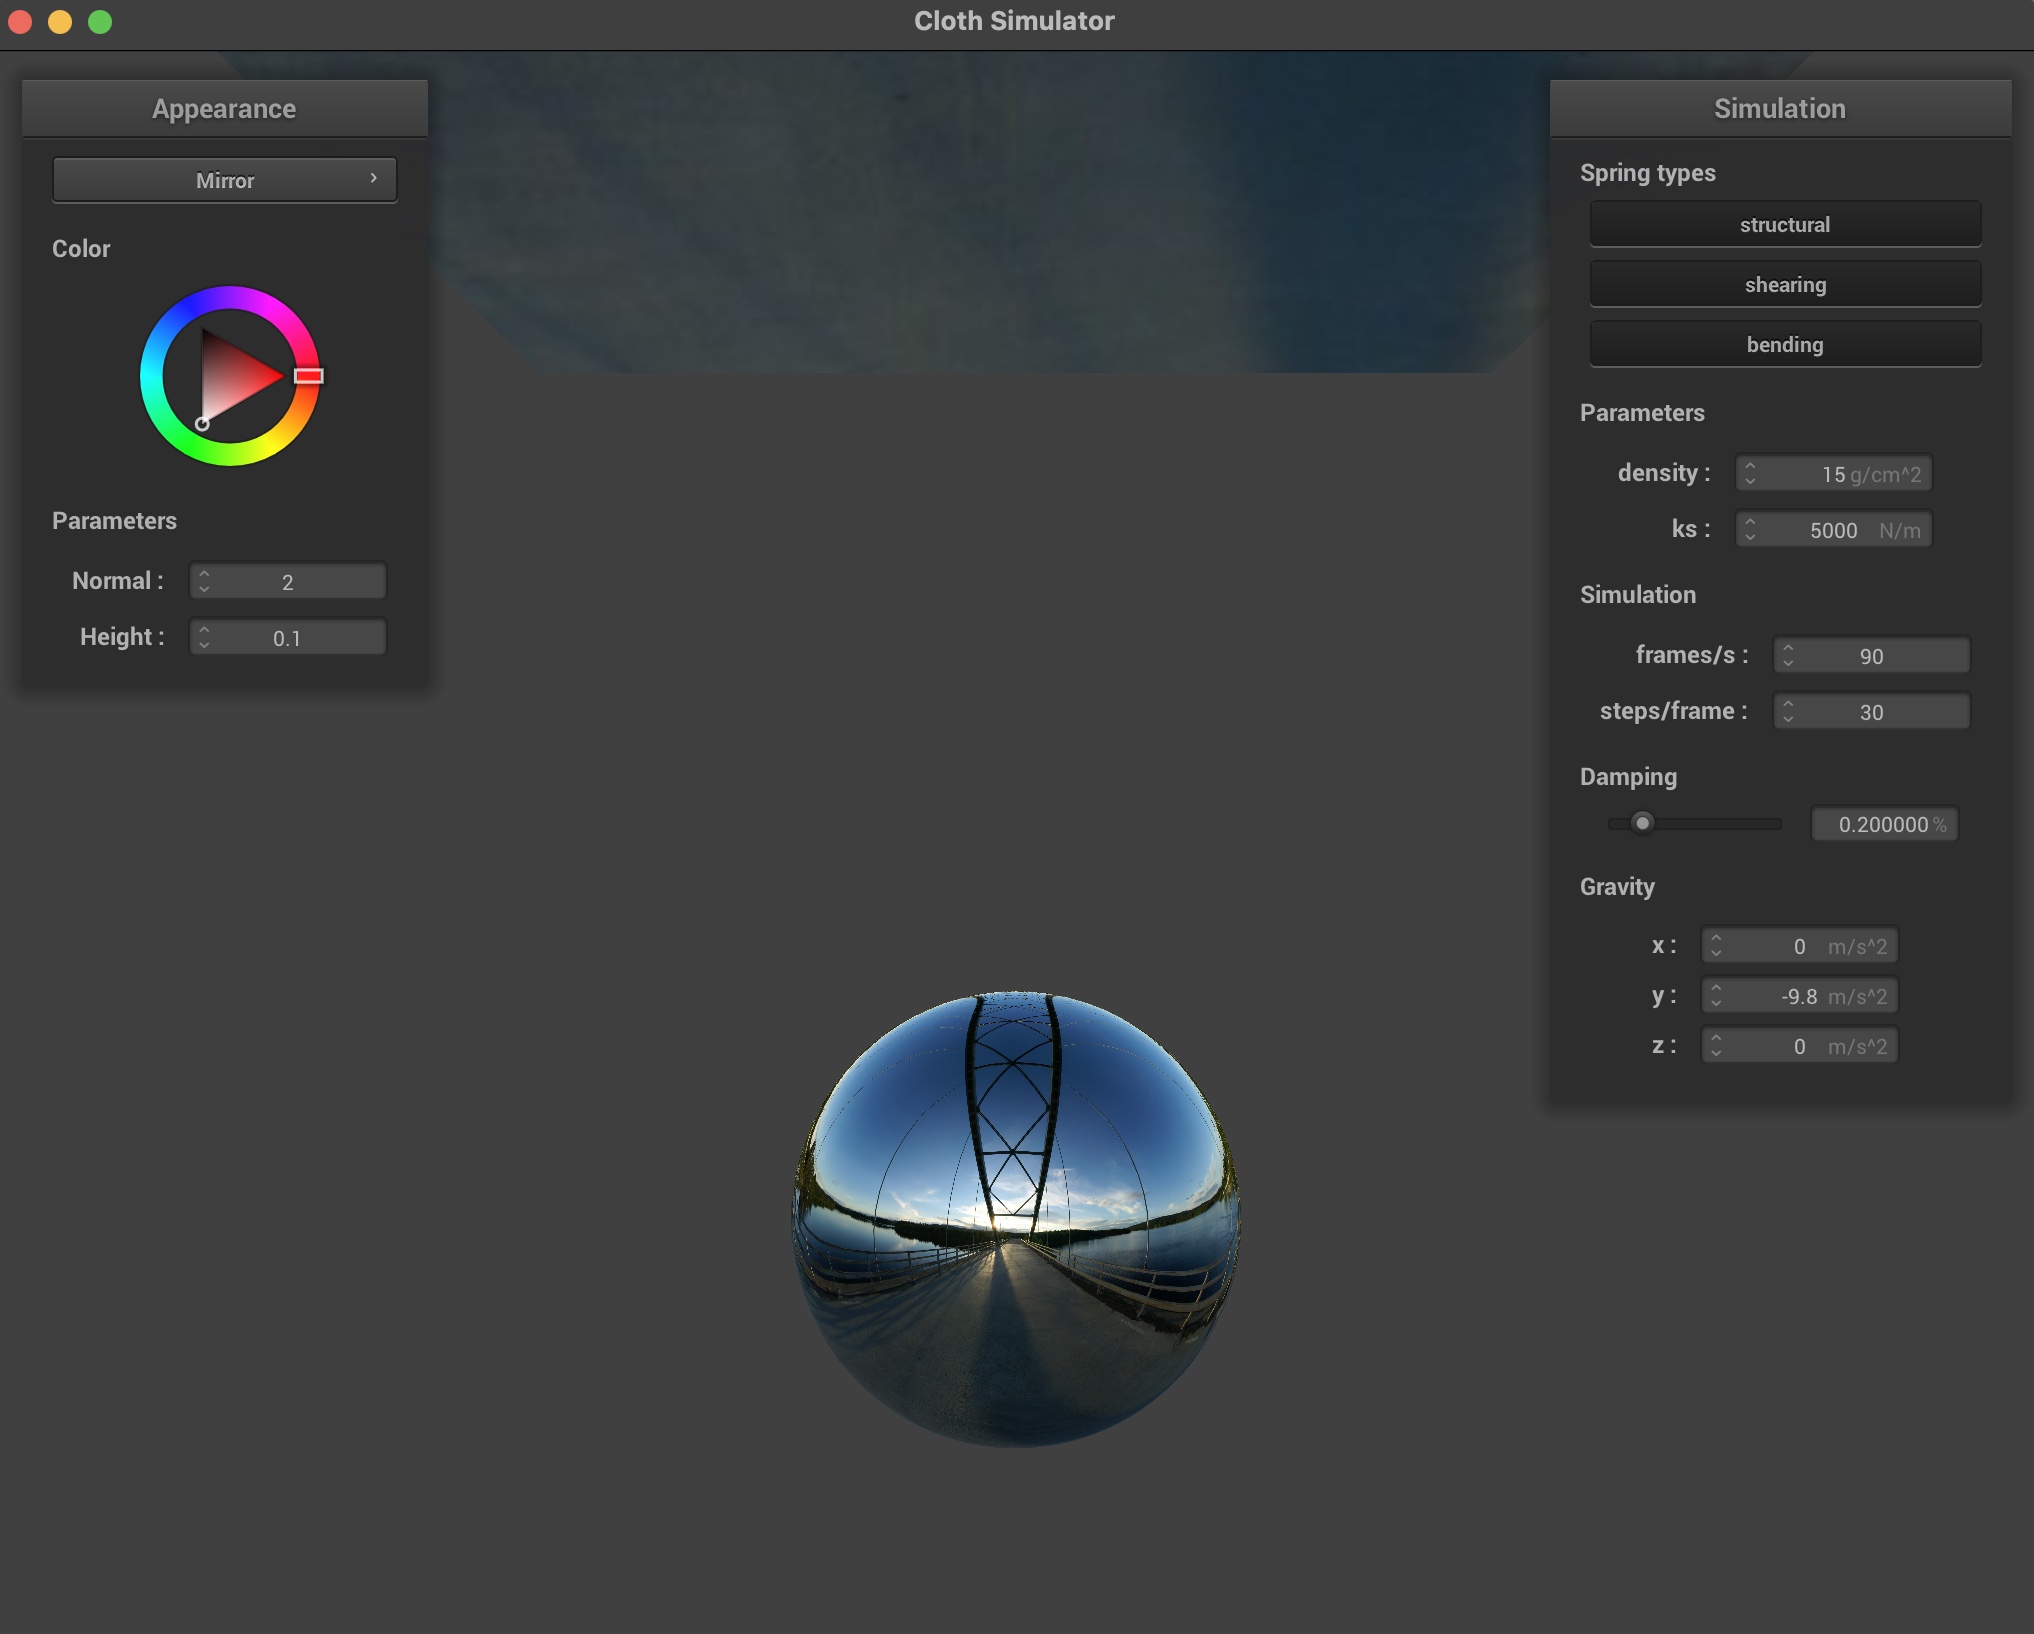 Cloth Simulator
Appearance
Mirror
Color
Parameters
Normal : 2
Height : 0.1
Simulation
Spring types
structural
shearing
bending
Parameters
density : 15 g/cm^2
ks : 5000 N/m
Simulation
frames/s : 90
steps/frame : 30
Damping
0.200000 %
Gravity
x : 0 m/s^2
y : -9.8 m/s^2
z : 0 m/s^2